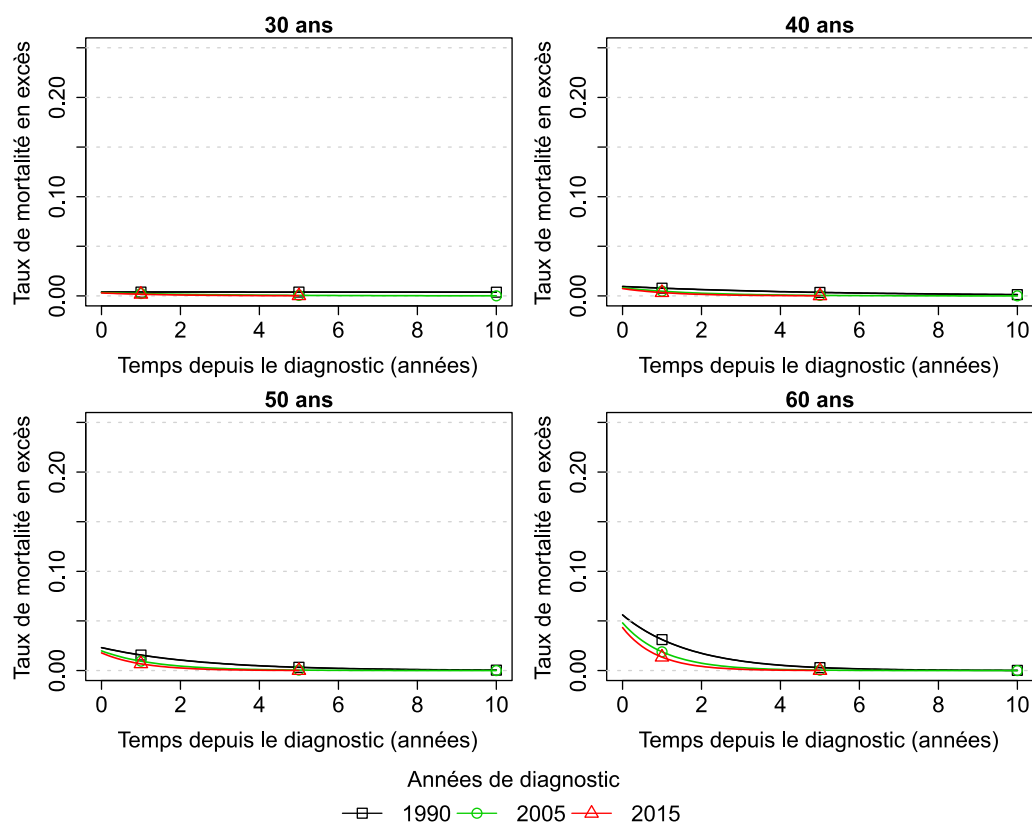 30 ans
40 ans
Taux de mortalité en excès
0.00 0.10 0.20
0 2 4 6 8 10
Temps depuis le diagnostic (années)
Taux de mortalité en excès
0.00 0.10 0.20
0 2 4 6 8 10
Temps depuis le diagnostic (années)
50 ans
60 ans
Taux de mortalité en excès
0.00 0.10 0.20
0 2 4 6 8 10
Temps depuis le diagnostic (années)
Taux de mortalité en excès
0.00 0.10 0.20
0 2 4 6 8 10
Temps depuis le diagnostic (années)
Années de diagnostic
1990 2005 2015